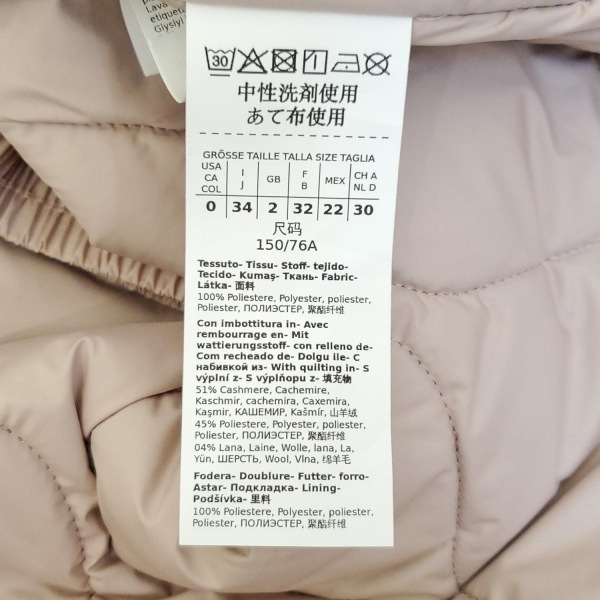 Lava
etiquet
Giysiyi
30
中性洗剤使用
あて布使用
GRÖSSE TAILLE TALLA SIZE TAGLIA
USA CA COL I J GB F B MEX CH A NL D
0 34 2 32 22 30
尺码
150/76A
Tessuto- Tissu- Stoff- tejido-
Tecido- Kumaş- Ткань- Fabric-
Látka- 面料
100% Poliestere, Polyester, poliester,
Poliester, ПОЛИЭСТЕР, 聚酯纤维
Con imbottitura in- Avec
rembourrage en- Mit
wattierungsstoff- con relleno de-
Com recheado de- Dolgu ile- С
набивкой из- With quilting in- S
výplní z- S výplňou z- 填充物
51% Cashmere, Cachemire,
Kaschmir, cachemira, Caxemira,
Kaşmir, КАШЕМИР, Kašmír, 山羊绒
45% Poliestere, Polyester, poliester,
Poliester, ПОЛИЭСТЕР, 聚酯纤维
04% Lana, Laine, Wolle, lana, La,
Yün, ШЕРСТЬ, Wool, Vlna, 绵羊毛
Fodera- Doublure- Futter- forro-
Astar- Подкладка- Lining-
Podšívka- 里料
100% Poliestere, Polyester, poliester,
Poliester, ПОЛИЭСТЕР, 聚酯纤维